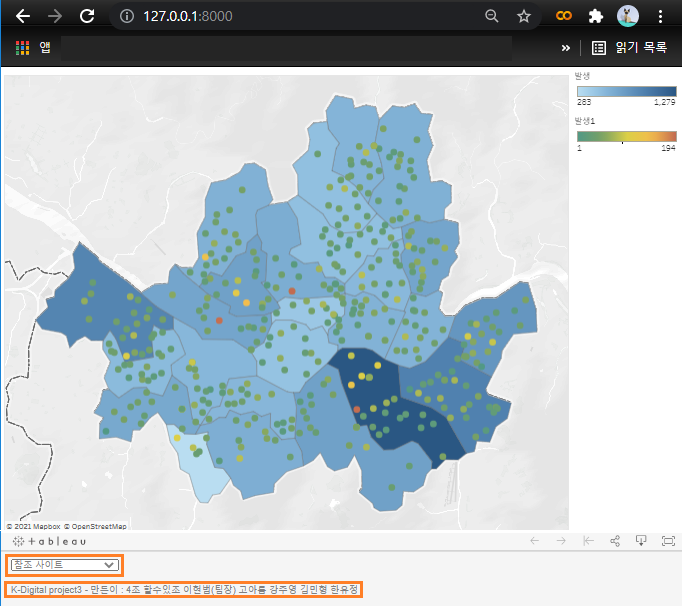 127.0.0.1:8000
앱
»
읽기 목록
발생
283 1,279
발생1
1 194
© 2021 Mapbox © OpenStreetMap
+ a b l e a u
참조 사이트
K-Digital project3 - 만든이 : 4조 할수있조 이현범(팀장) 고아름 강주영 김민형 한유정